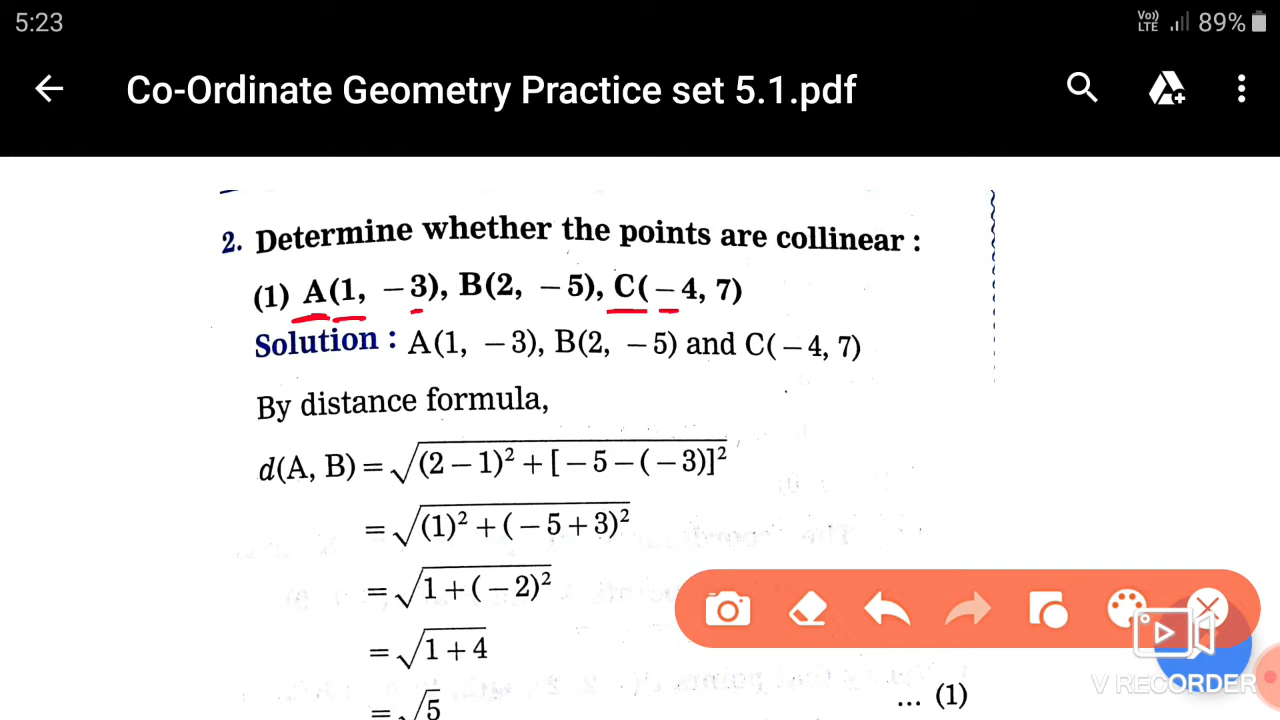 5:23
Vo)) LTE 89%
Co-Ordinate Geometry Practice set 5.1.pdf
2. Determine whether the points are collinear :
(1) A(1, −3), B(2, −5), C(−4, 7)
Solution : A(1, −3), B(2, −5) and C(−4, 7)
By distance formula,
d(A, B) = √(2 − 1)² + [−5 − (−3)]²
= √(1)² + (−5 + 3)²
= √1 + (−2)²
= √1 + 4
= √5 ... (1)
V RECORDER